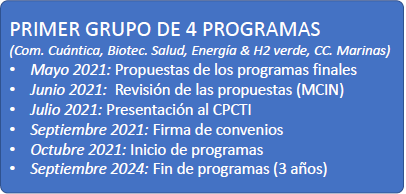 PRIMER GRUPO DE 4 PROGRAMAS
(Com. Cuántica, Biotec. Salud, Energía & H2 verde, CC. Marinas)
• Mayo 2021: Propuestas de los programas finales
• Junio 2021: Revisión de las propuestas (MCIN)
• Julio 2021: Presentación al CPCTI
• Septiembre 2021: Firma de convenios
• Octubre 2021: Inicio de programas
• Septiembre 2024: Fin de programas (3 años)